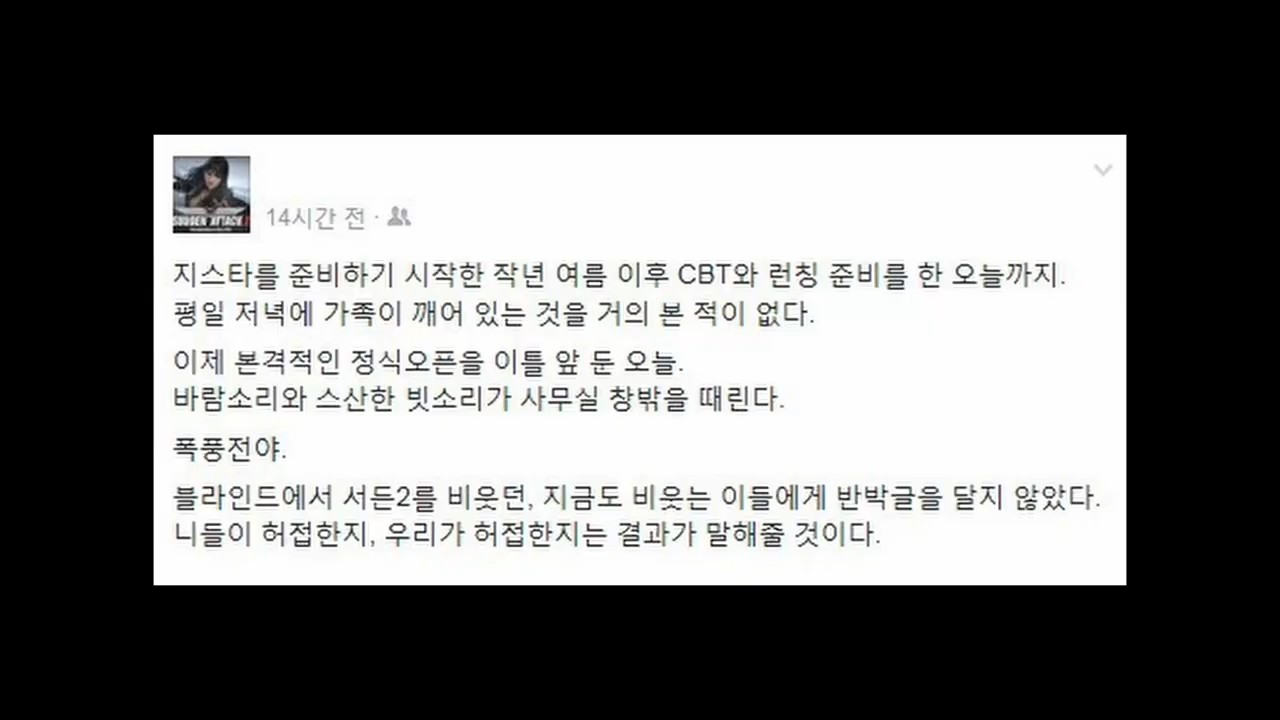 SUDDEN ATTACK
14시간 전 ·
지스타를 준비하기 시작한 작년 여름 이후 CBT와 런칭 준비를 한 오늘까지.
평일 저녁에 가족이 깨어 있는 것을 거의 본 적이 없다.
이제 본격적인 정식오픈을 이틀 앞 둔 오늘.
바람소리와 스산한 빗소리가 사무실 창밖을 때린다.
폭풍전야.
블라인드에서 서든2를 비웃던, 지금도 비웃는 이들에게 반박글을 달지 않았다.
니들이 허접한지, 우리가 허접한지는 결과가 말해줄 것이다.